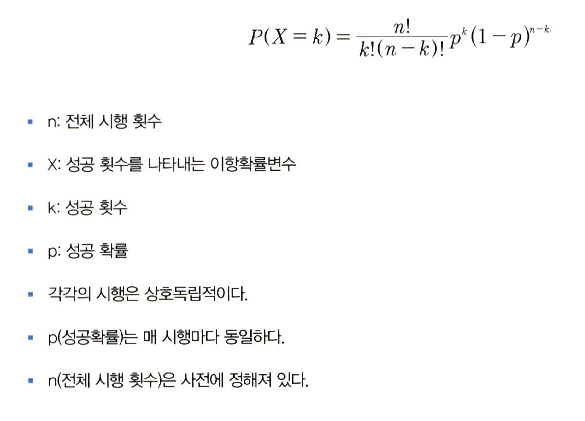 P(X = k) = n! / k!(n − k)! p^k (1 − p)^{n−k}
▪ n: 전체 시행 횟수
▪ X: 성공 횟수를 나타내는 이항확률변수
▪ k: 성공 횟수
▪ p: 성공 확률
▪ 각각의 시행은 상호독립적이다.
▪ p(성공확률)는 매 시행마다 동일하다.
▪ n(전체 시행 횟수)은 사전에 정해져 있다.